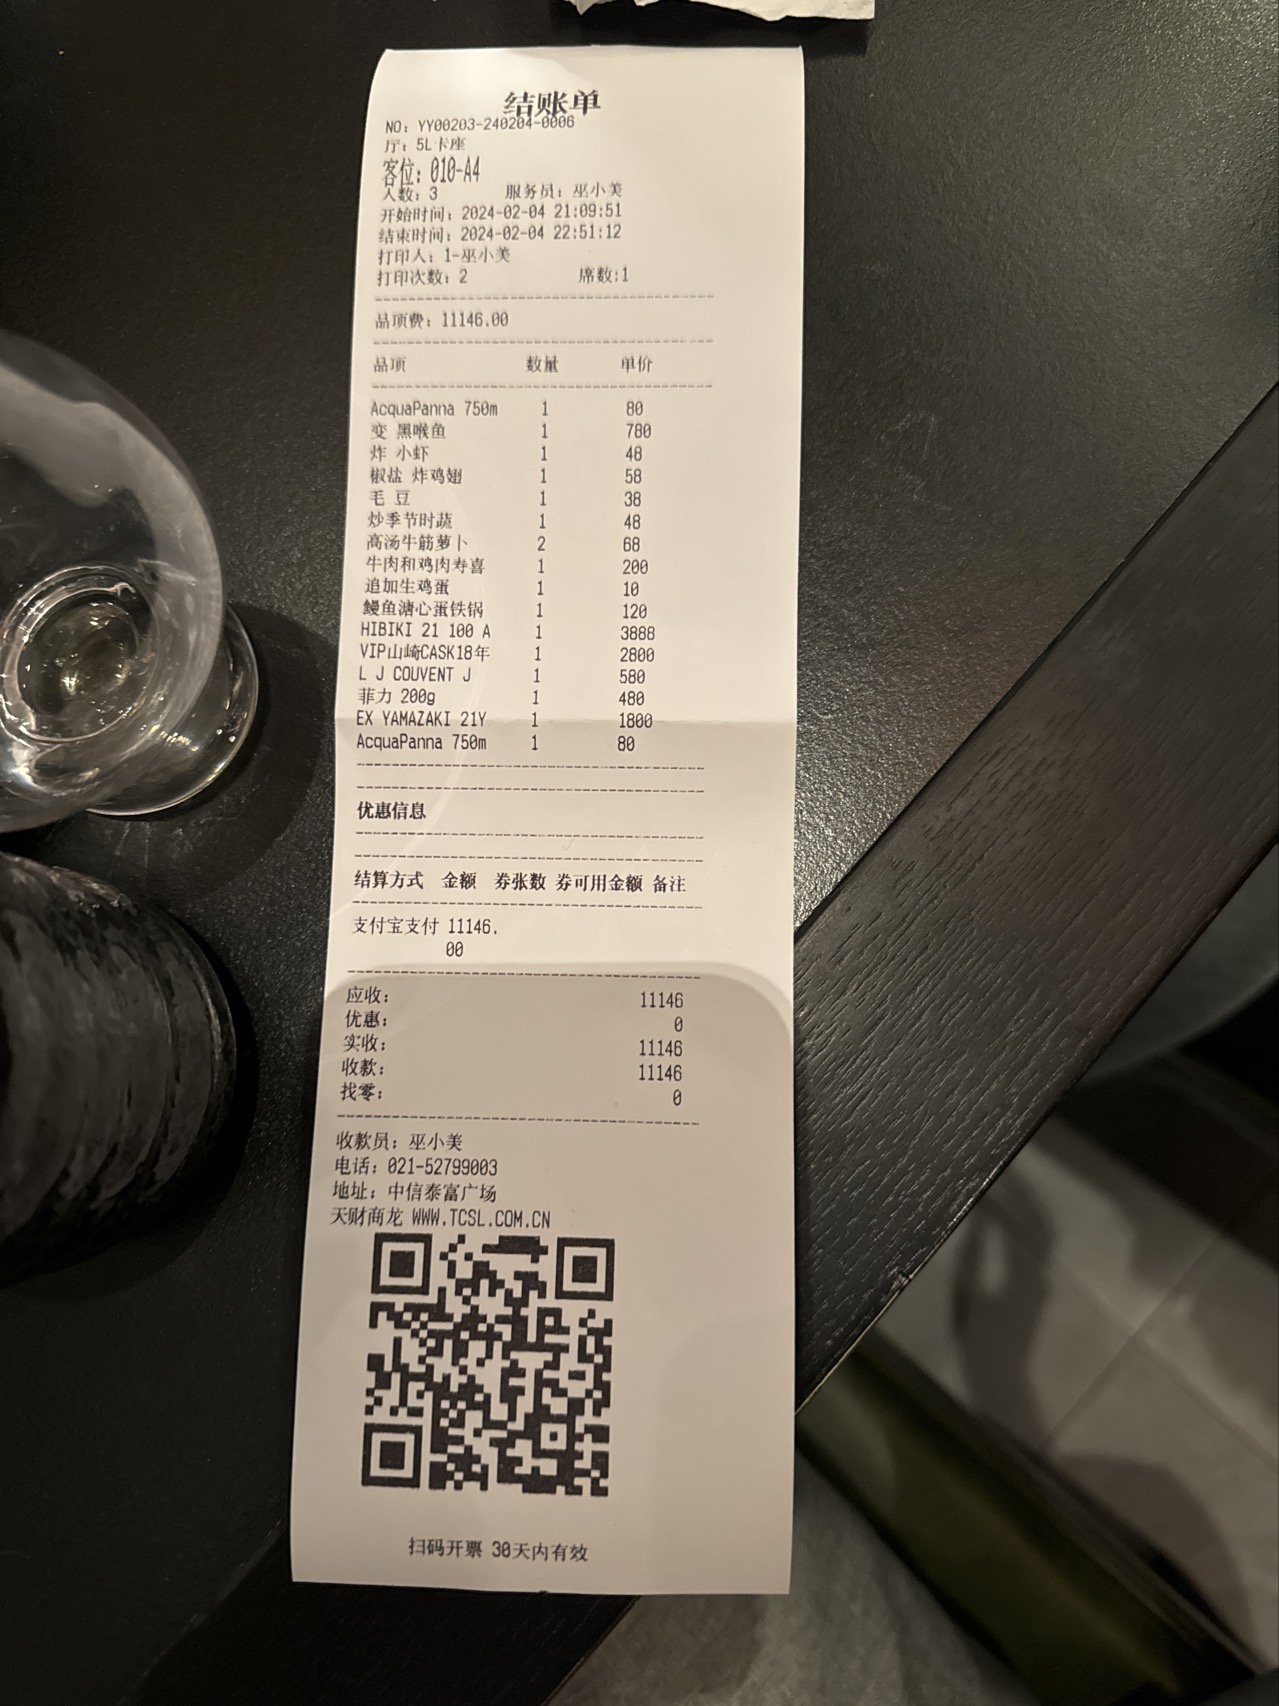 结账单
NO: YY00203-240204-0006
厅: 5L卡座
客位: 010-A4
人数: 3 服务员: 巫小美
开始时间: 2024-02-04 21:09:51
结束时间: 2024-02-04 22:51:12
打印人: 1-巫小美
打印次数: 2 席数:1
品项费: 11146.00
品项 数量 单价
AcquaPanna 750m 1 80
变 黑喉鱼 1 780
炸 小虾 1 48
椒盐 炸鸡翅 1 58
毛 豆 1 38
炒季节时蔬 1 48
高汤牛筋萝卜 2 68
牛肉和鸡肉寿喜 1 200
追加生鸡蛋 1 10
鳗鱼溏心蛋铁锅 1 120
HIBIKI 21 100 A 1 3888
VIP山崎CASK18年 1 2800
L J COUVENT J 1 580
菲力 200g 1 480
EX YAMAZAKI 21Y 1 1800
AcquaPanna 750m 1 80
优惠信息
结算方式 金额 券张数 券可用金额 备注
支付宝支付 11146.
00
应收: 11146
优惠: 0
实收: 11146
收款: 11146
找零: 0
收款员: 巫小美
电话: 021-52799003
地址: 中信泰富广场
天财商龙 WWW.TCSL.COM.CN
扫码开票 30天内有效